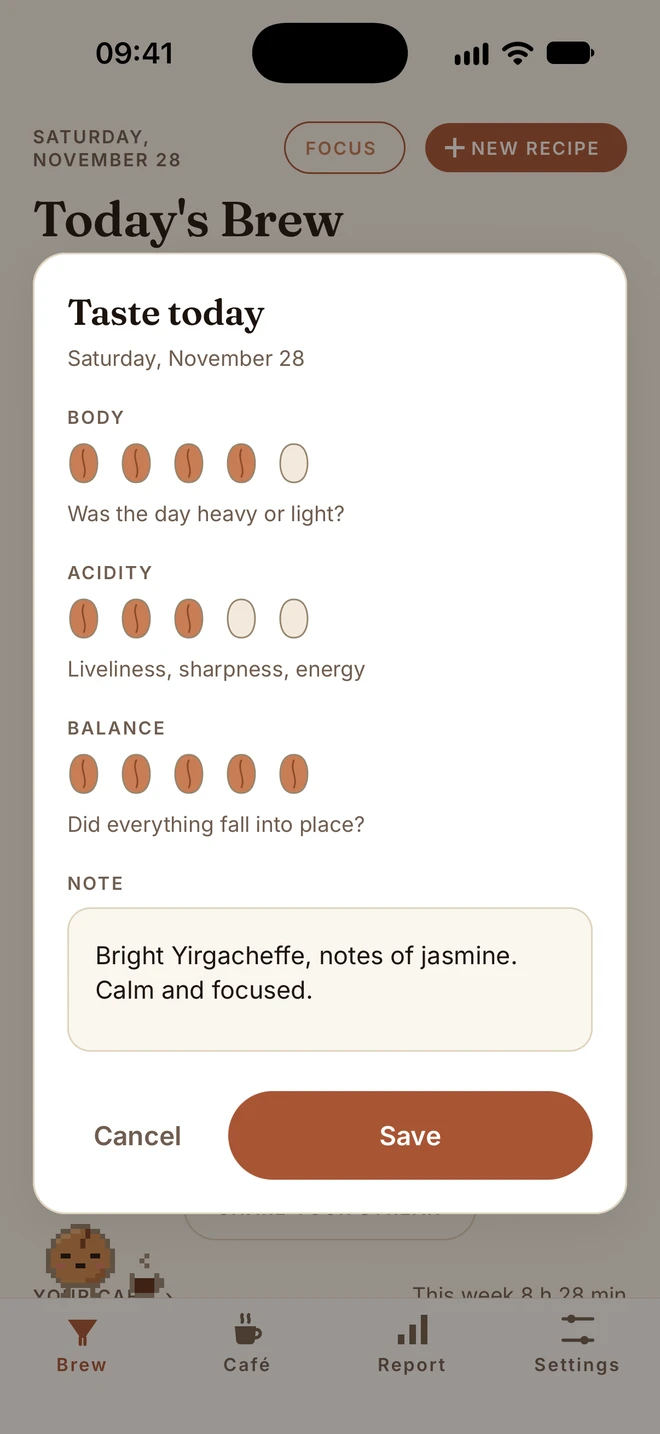 09:41
SATURDAY,
NOVEMBER 28
FOCUS
NEW RECIPE
Today's Brew
Taste today
Saturday, November 28
BODY
Was the day heavy or light?
ACIDITY
Liveliness, sharpness, energy
BALANCE
Did everything fall into place?
NOTE
Bright Yirgacheffe, notes of jasmine.
Calm and focused.
Cancel
Save
This week 8 h 28 min
Brew
Café
Report
Settings